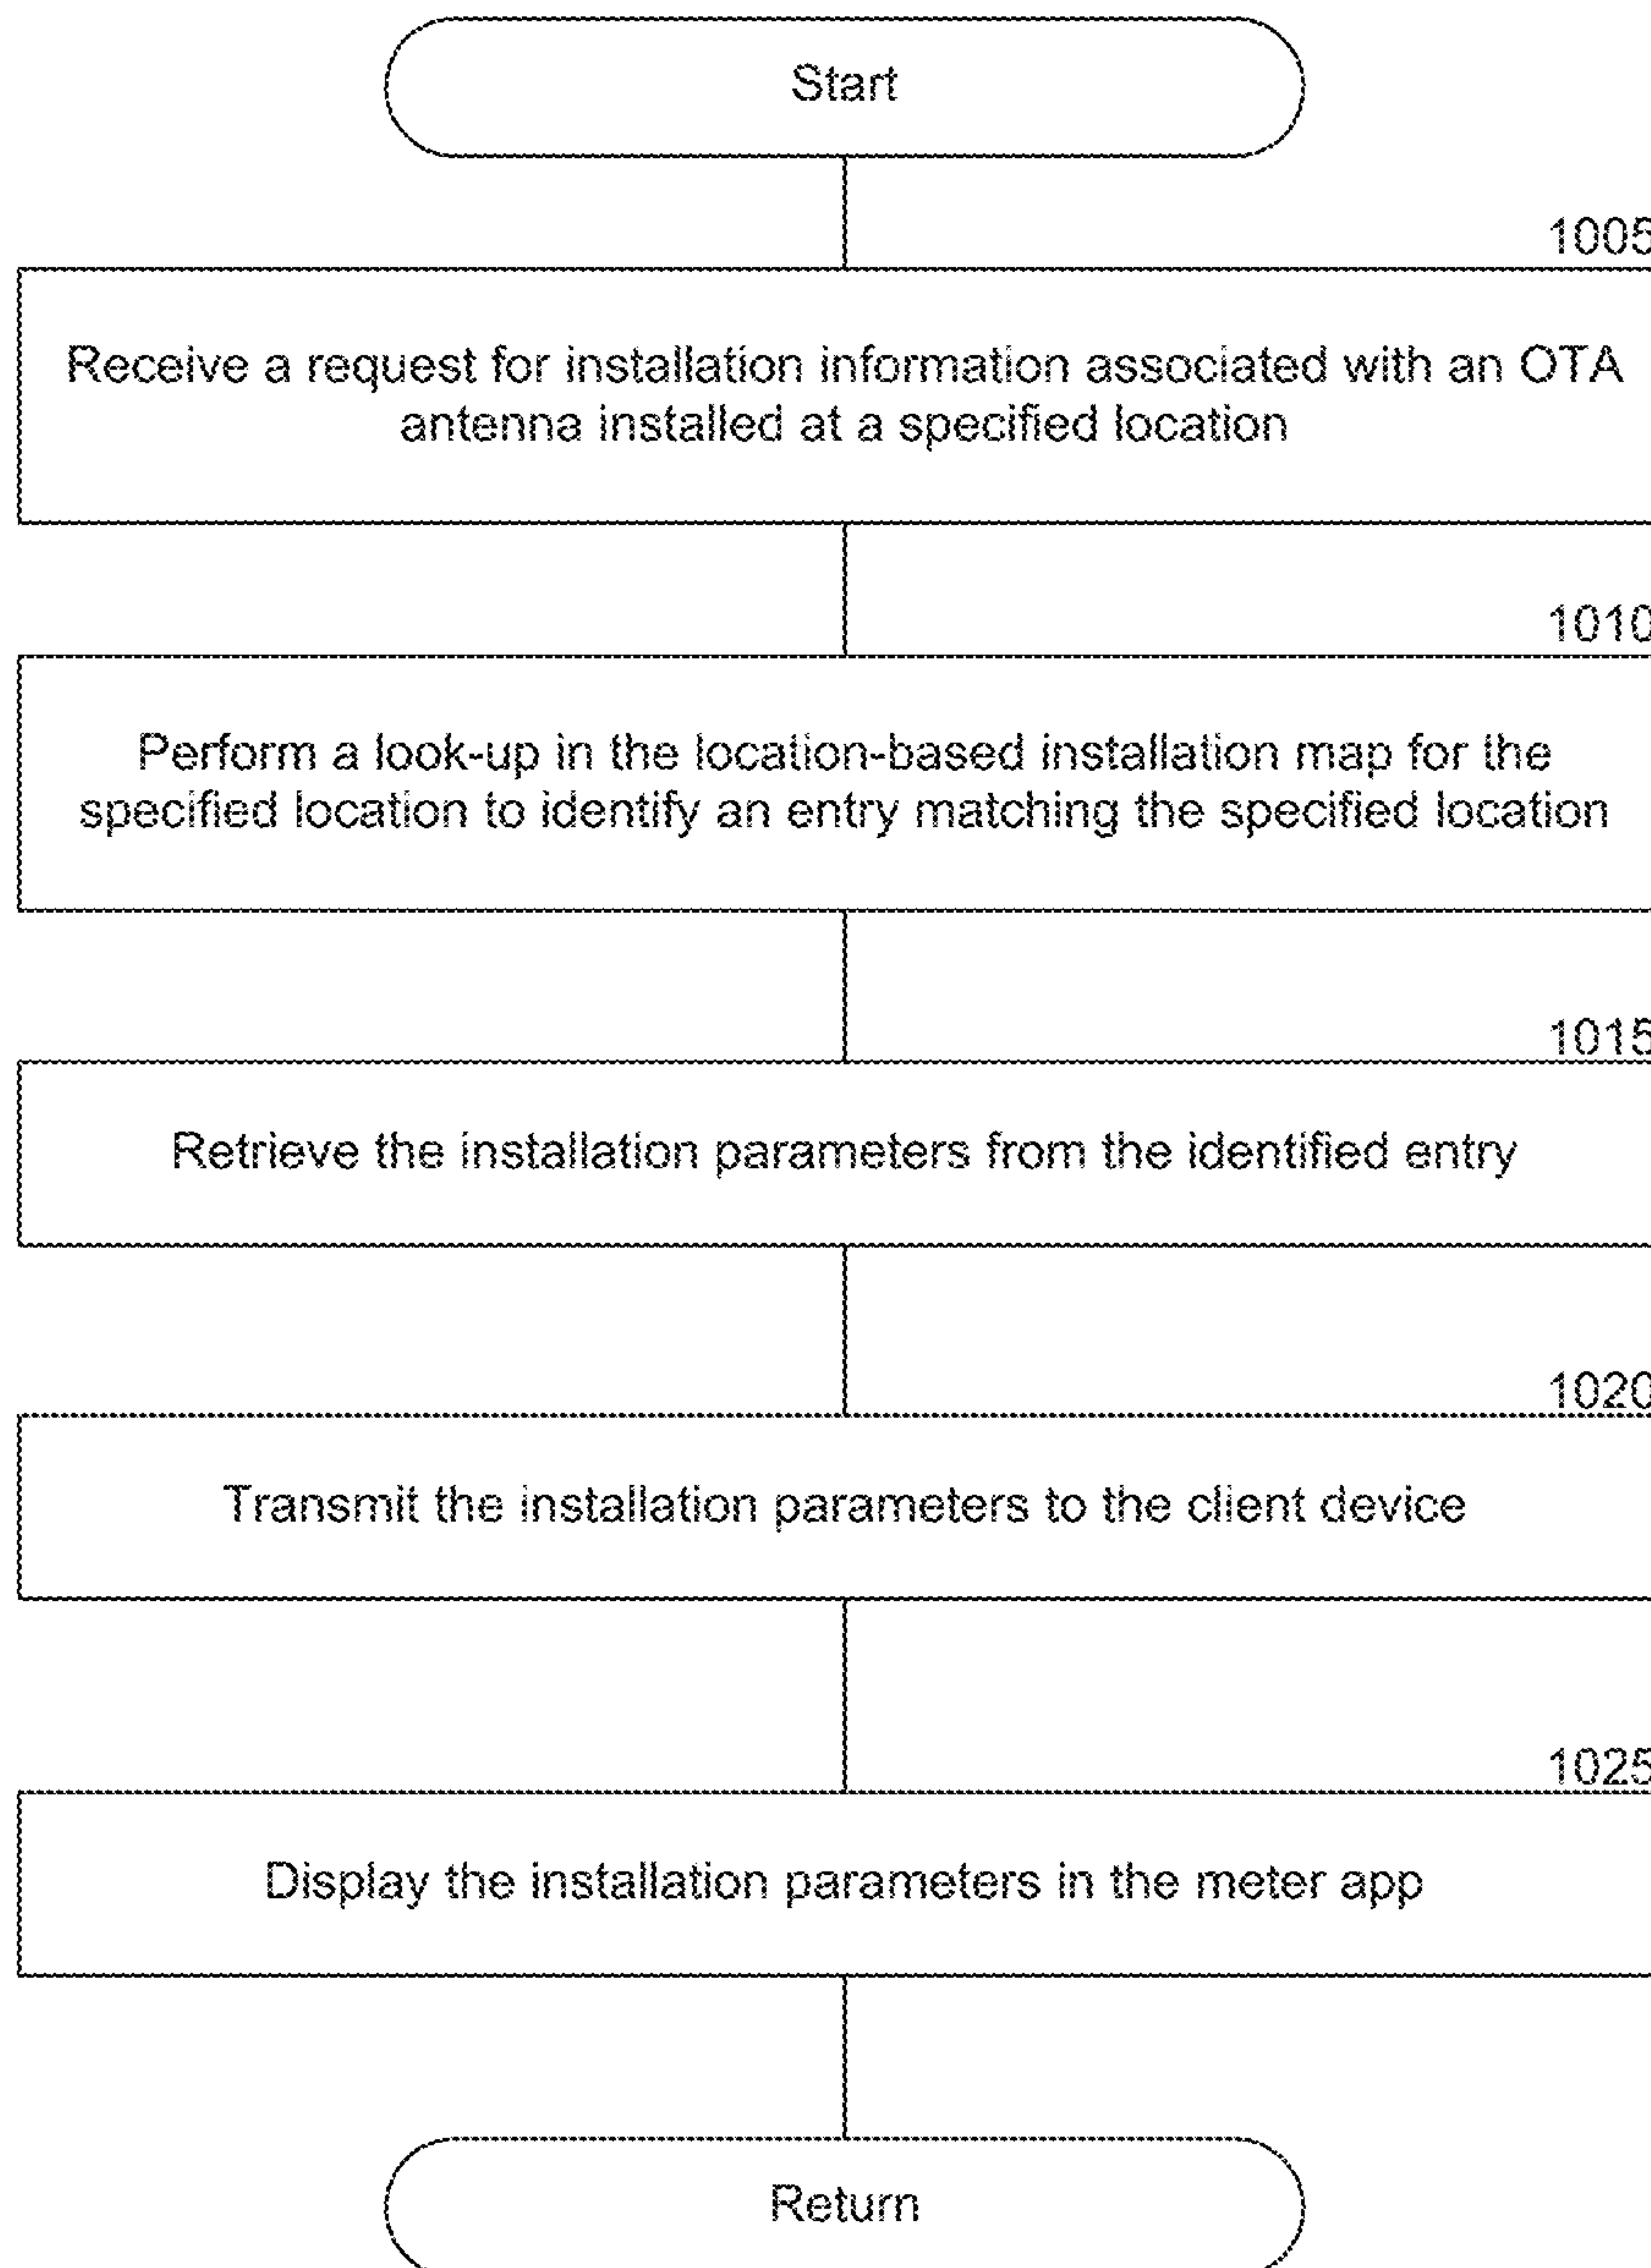 Start
1005
Receive a request for installation information associated with an OTA
antenna installed at a specified location
1010
Perform a look-up in the location-based installation map for the
specified location to identify an entry matching the specified location
1015
Retrieve the installation parameters from the identified entry
1020
Transmit the installation parameters to the client device
1025
Display the installation parameters in the meter app
Return